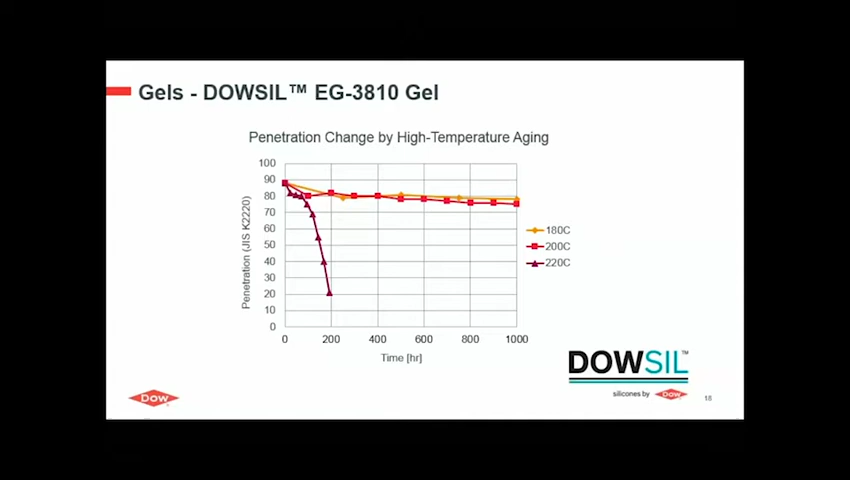 Gels - DOWSIL™ EG-3810 Gel
Penetration Change by High-Temperature Aging
Penetration (JIS K2220)
100
90
80
70
60
50
40
30
20
10
0
0 200 400 600 800 1000
Time [hr]
180C
200C
220C
DOWSIL™
silicones by Dow
Dow
18